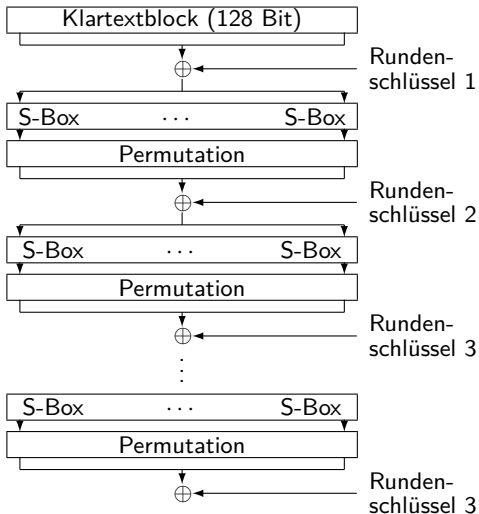 Klartextblock (128 Bit)
Runden-
schlüssel 1
S-Box ··· S-Box
Permutation
Runden-
schlüssel 2
S-Box ··· S-Box
Permutation
Runden-
schlüssel 3
S-Box ··· S-Box
Permutation
Runden-
schlüssel 3